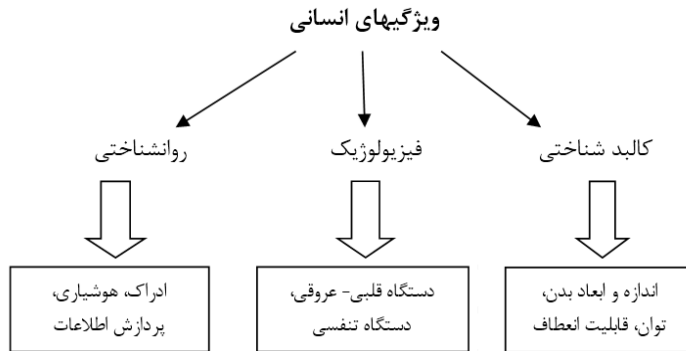 ویژگیهای انسانی
کالبد شناختی
فیزیولوژیک
روانشناختی
اندازه و ابعاد بدن،
توان، قابلیت انعطاف
دستگاه قلبی- عروقی،
دستگاه تنفسی
ادراک، هوشیاری،
پردازش اطلاعات